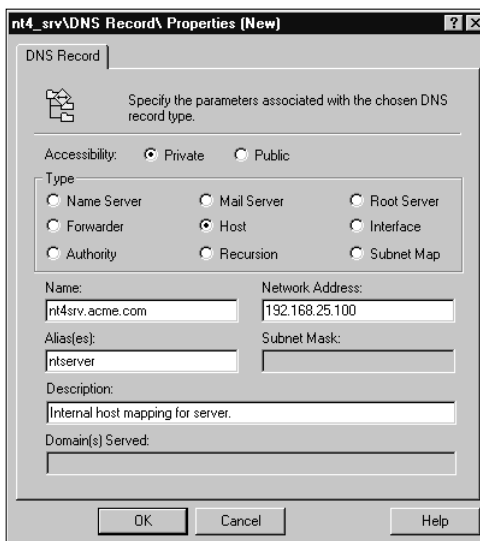 nt4_srv\DNS Record\ Properties (New)
DNS Record
Specify the parameters associated with the chosen DNS
record type.
Accessibility: Private Public
Type
Name Server Mail Server Root Server
Forwarder Host Interface
Authority Recursion Subnet Map
Name: Network Address:
nt4srv.acme.com 192.168.25.100
Alias(es): Subnet Mask:
ntserver
Description:
Internal host mapping for server.
Domain(s) Served:
OK Cancel Help